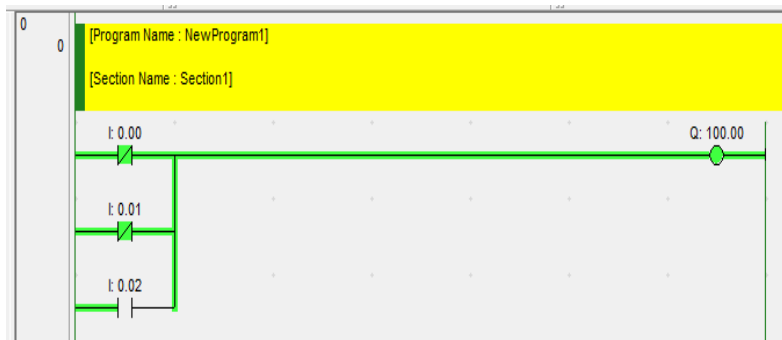 0
0
[Program Name : NewProgram1]
[Section Name : Section1]
I: 0.00
Q: 100.00
I: 0.01
I: 0.02